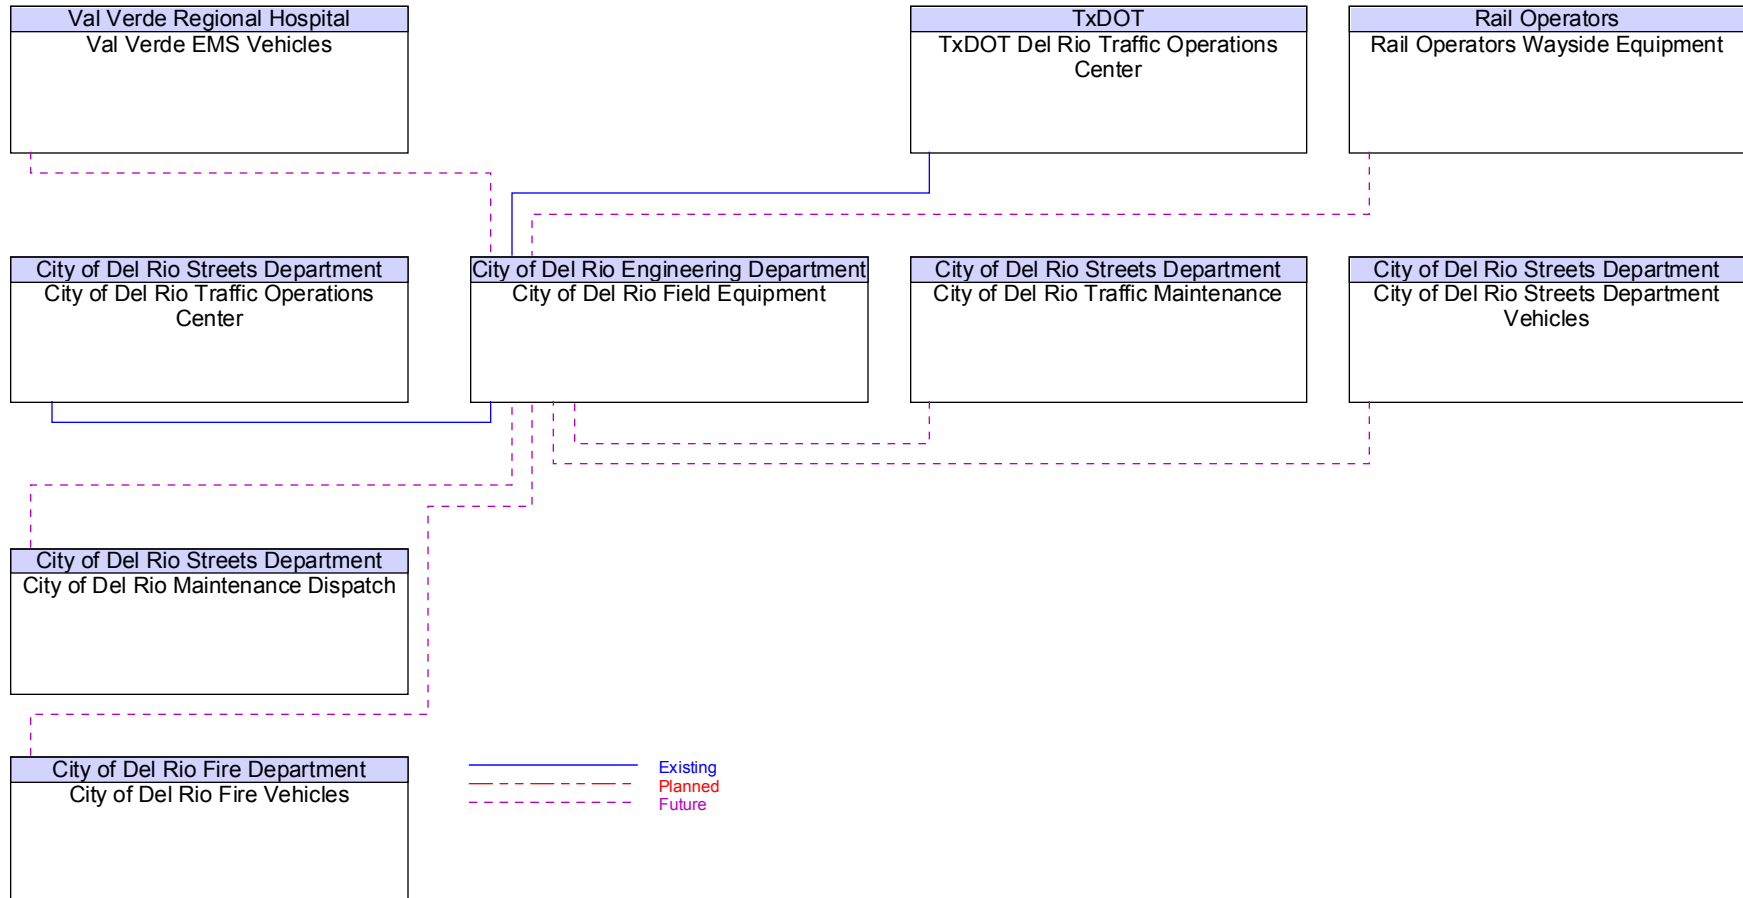 Val Verde Regional Hospital
Val Verde EMS Vehicles
TxDOT
TxDOT Del Rio Traffic Operations
Center
Rail Operators
Rail Operators Wayside Equipment
City of Del Rio Streets Department
City of Del Rio Traffic Operations
Center
City of Del Rio Engineering Department
City of Del Rio Field Equipment
City of Del Rio Streets Department
City of Del Rio Traffic Maintenance
City of Del Rio Streets Department
City of Del Rio Streets Department
Vehicles
City of Del Rio Streets Department
City of Del Rio Maintenance Dispatch
City of Del Rio Fire Department
City of Del Rio Fire Vehicles
Existing
Planned
Future